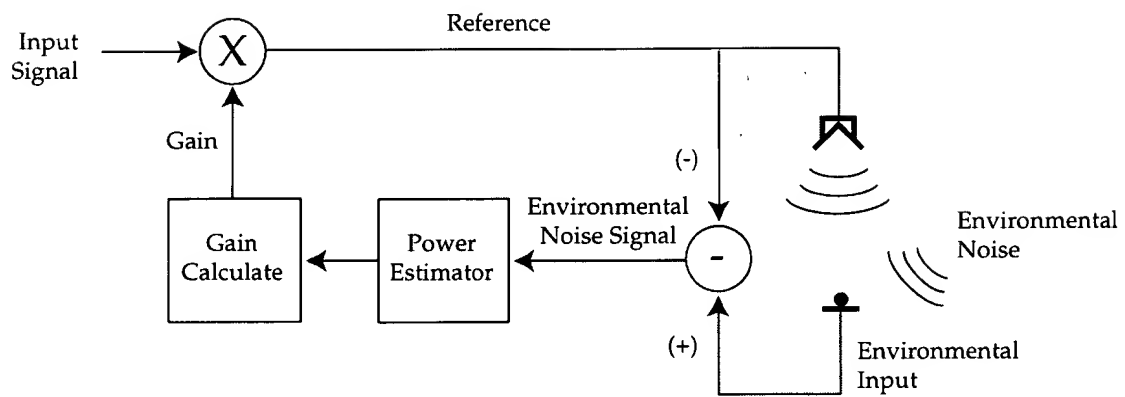 Reference
Input
Signal
X
Gain
(-)
Environmental
Noise Signal
Environmental
Noise
Gain
Calculate
Power
Estimator
-
(+)
Environmental
Input